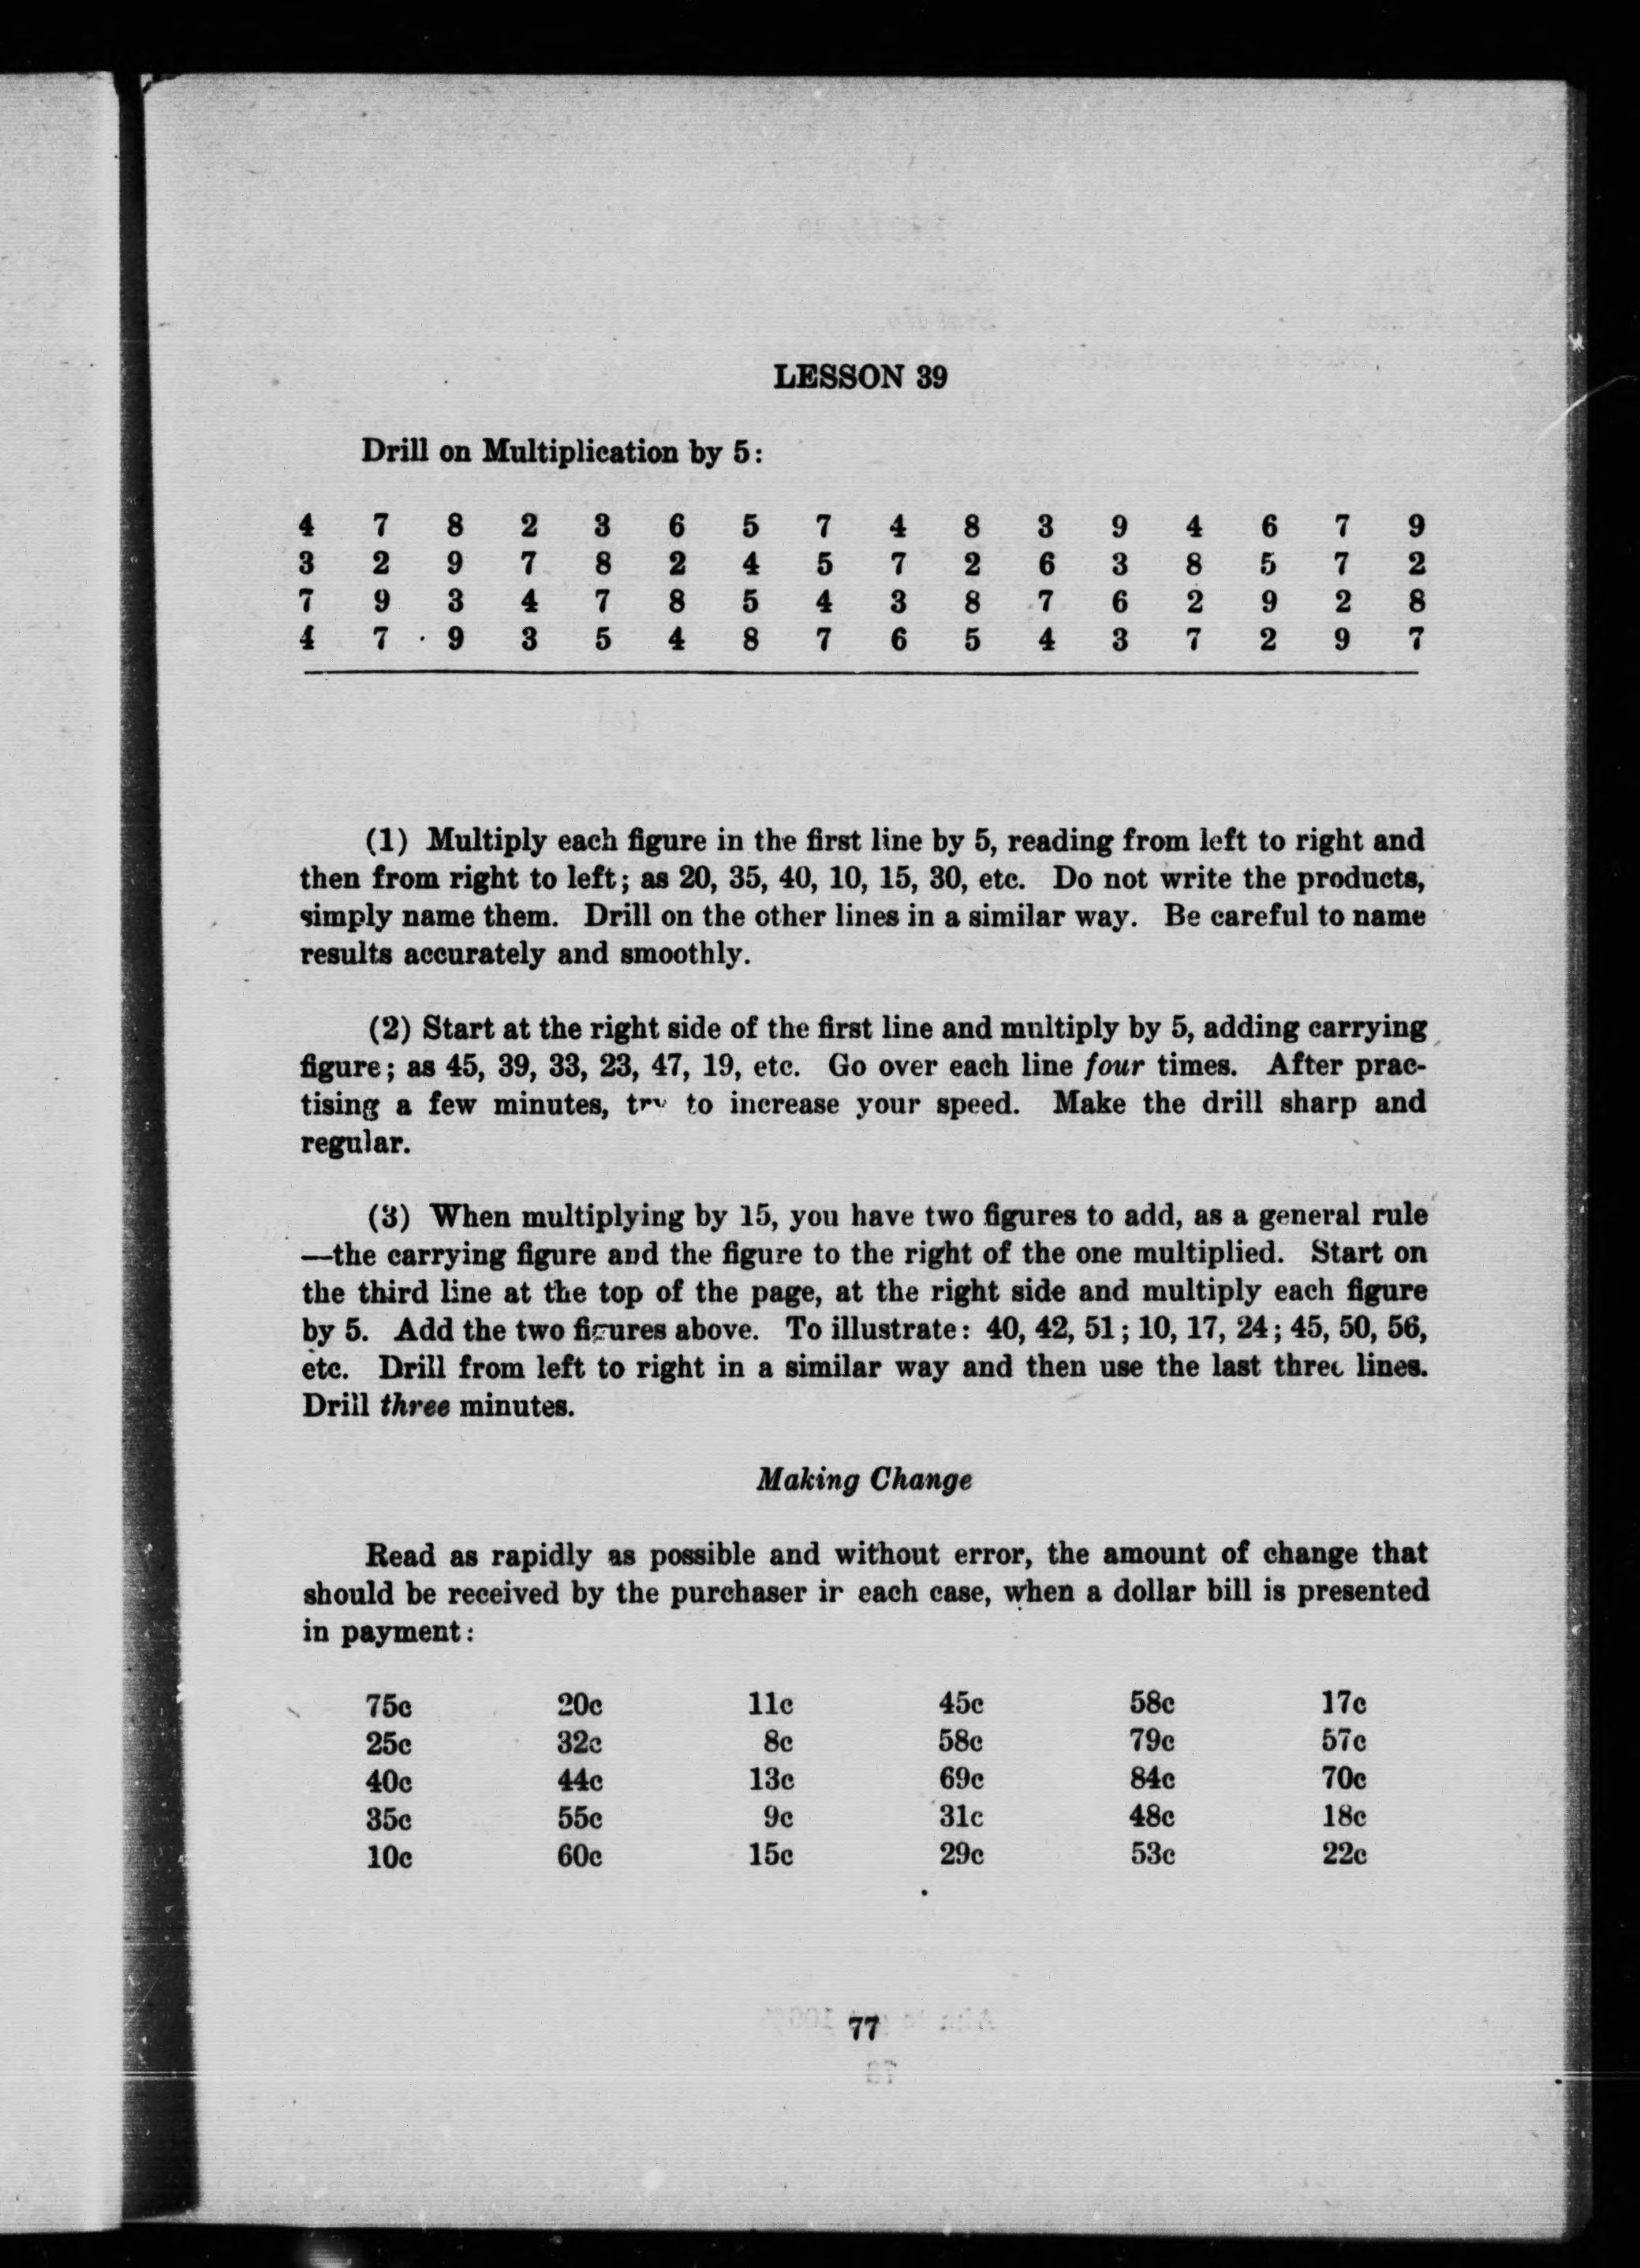 LESSON 39
Drill on Multiplication by 5:
4 7 8 2 3 6 5 7 4 8 3 9 4 6 7 9
3 2 9 7 8 2 4 5 7 2 6 3 8 5 7 2
7 9 3 4 7 8 5 4 3 8 7 6 2 9 2 8
4 7 9 3 5 4 8 7 6 5 4 3 7 2 9 7
(1) Multiply each figure in the first line by 5, reading from left to right and
then from right to left; as 20, 35, 40, 10, 15, 30, etc. Do not write the products,
simply name them. Drill on the other lines in a similar way. Be careful to name
results accurately and smoothly.
(2) Start at the right side of the first line and multiply by 5, adding carrying
figure; as 45, 39, 33, 23, 47, 19, etc. Go over each line four times. After prac-
tising a few minutes, try to increase your speed. Make the drill sharp and
regular.
(3) When multiplying by 15, you have two figures to add, as a general rule
—the carrying figure and the figure to the right of the one multiplied. Start on
the third line at the top of the page, at the right side and multiply each figure
by 5. Add the two figures above. To illustrate: 40, 42, 51; 10, 17, 24; 45, 50, 56,
etc. Drill from left to right in a similar way and then use the last three lines.
Drill three minutes.
Making Change
Read as rapidly as possible and without error, the amount of change that
should be received by the purchaser in each case, when a dollar bill is presented
in payment:
75c 20c 11c 45c 58c 17c
25c 32c 8c 58c 79c 57c
40c 44c 13c 69c 84c 70c
35c 55c 9c 31c 48c 18c
10c 60c 15c 29c 53c 22c
77